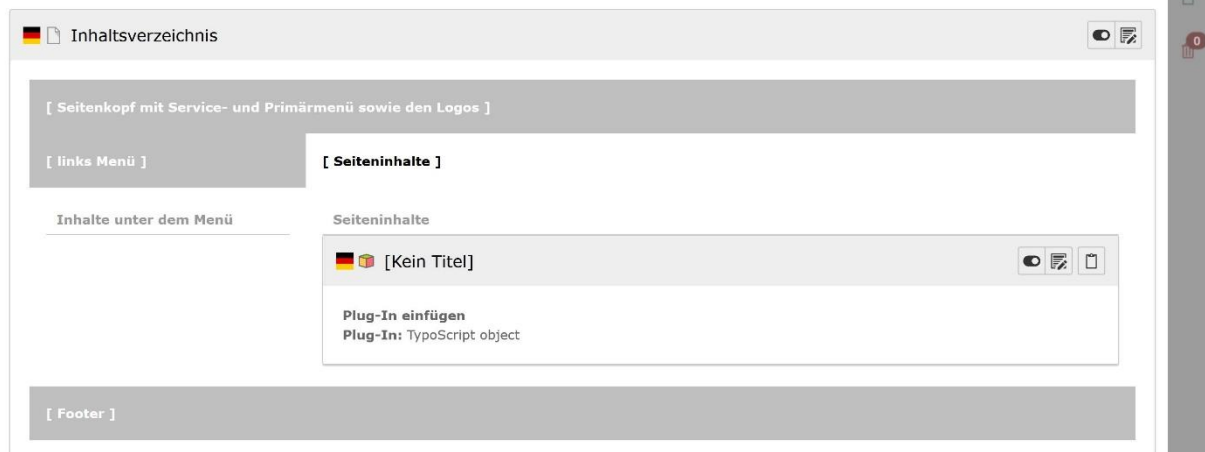 Inhaltsverzeichnis
0
[ Seitenkopf mit Service- und Primärmenü sowie den Logos ]
[ links Menü ]
[ Seiteninhalte ]
Inhalte unter dem Menü
Seiteninhalte
[Kein Titel]
Plug-In einfügen
Plug-In: TypoScript object
[ Footer ]